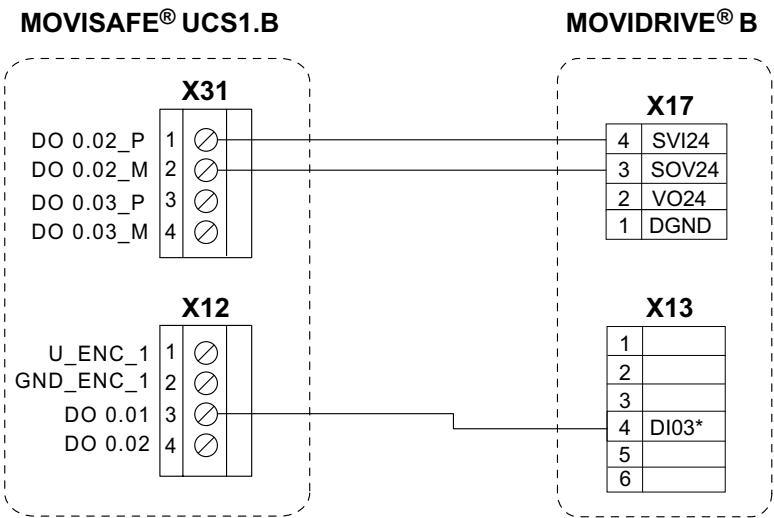 MOVISAFE® UCS1.B
MOVIDRIVE® B
X31
DO 0.02_P 1
DO 0.02_M 2
DO 0.03_P 3
DO 0.03_M 4
X17
4 SVI24
3 SOV24
2 VO24
1 DGND
X12
U_ENC_1 1
GND_ENC_1 2
DO 0.01 3
DO 0.02 4
X13
1
2
3
4 DI03*
5
6